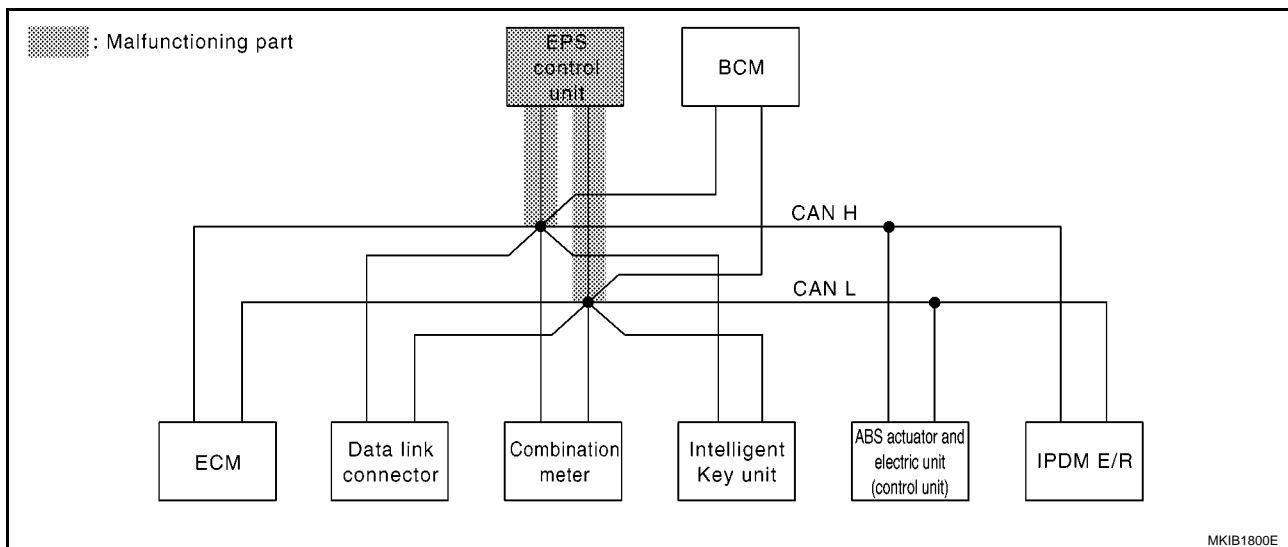 : Malfunctioning part
EPS
control
unit
BCM
CAN H
CAN L
ECM
Data link
connector
Combination
meter
Intelligent
Key unit
ABS actuator and
electric unit
(control unit)
IPDM E/R
MKIB1800E